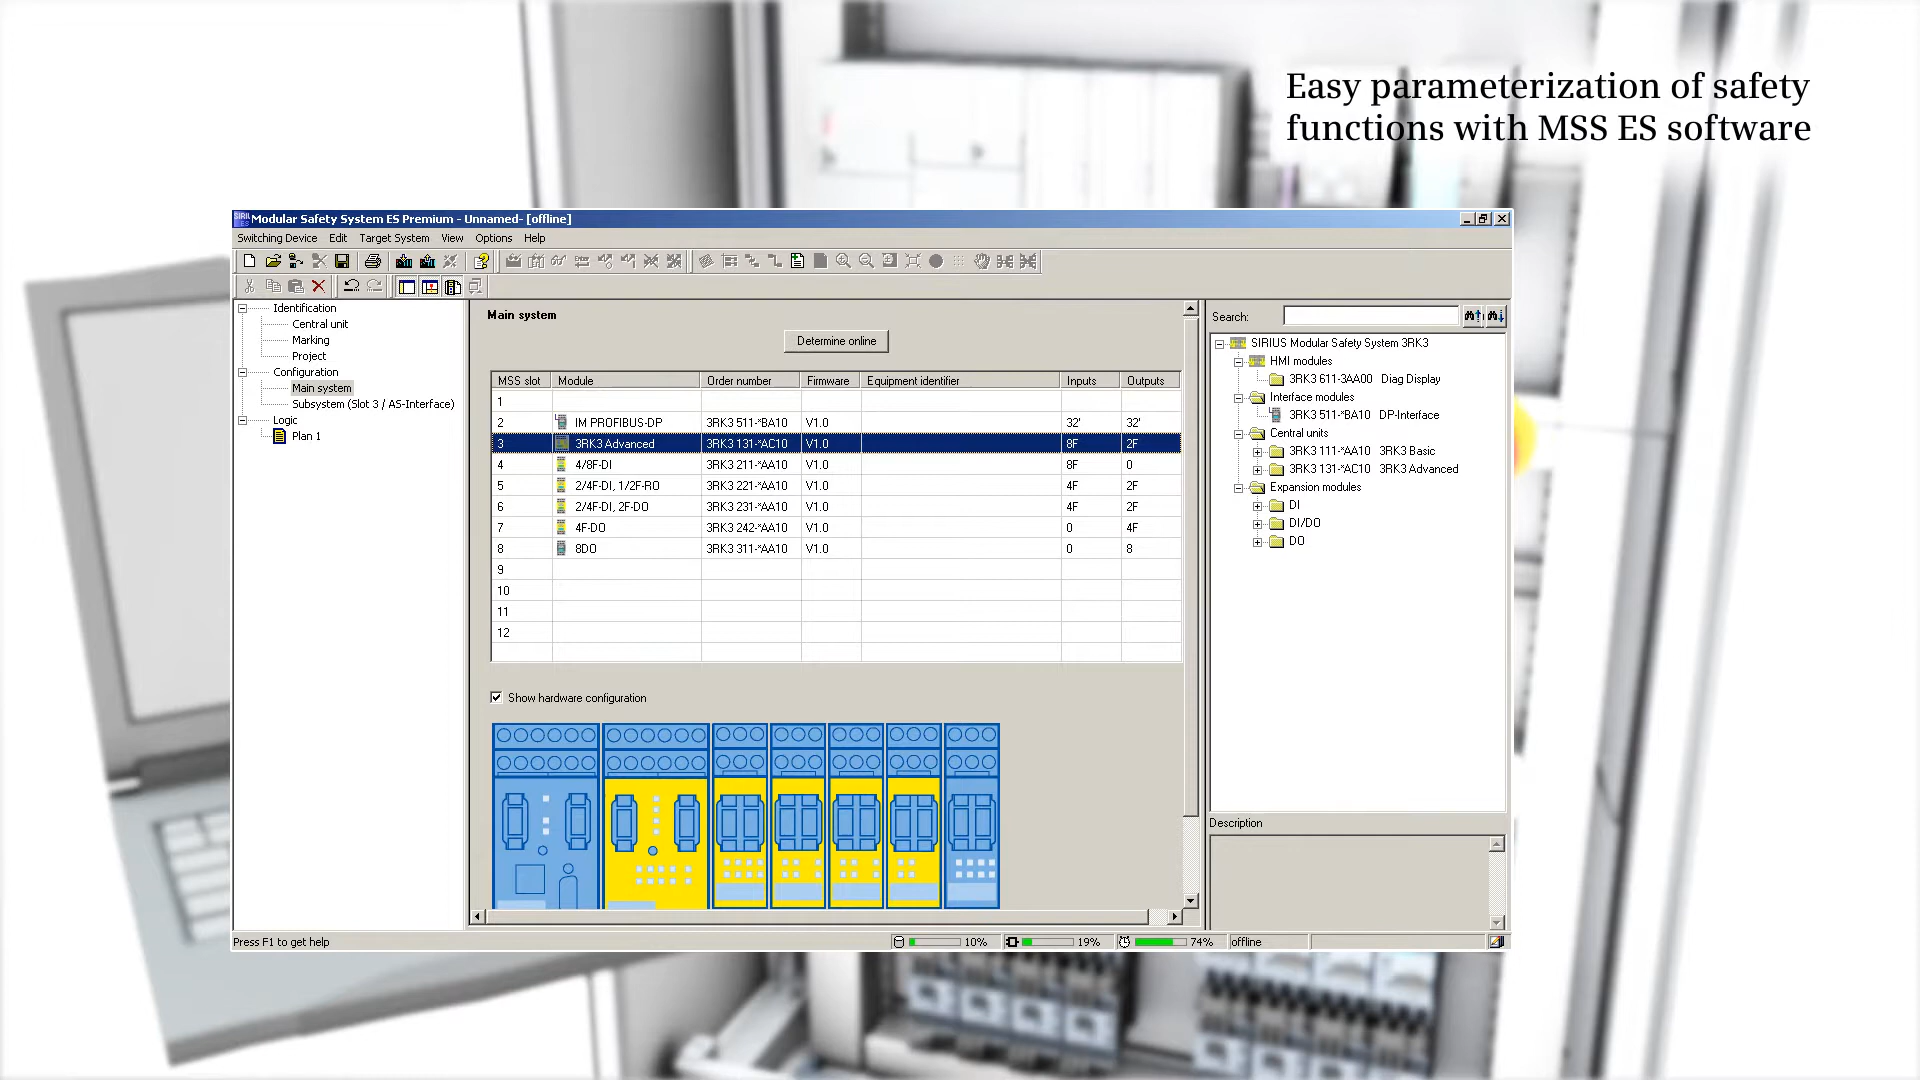 Easy parameterization of safety
functions with MSS ES software
Modular Safety System ES Premium - Unnamed- [offline]
Switching Device Edit Target System View Options Help
Identification
Central unit
Marking
Project
Configuration
Main system
Subsystem (Slot 3 / AS-Interface)
Logic
Plan 1
Main system
Determine online
MSS slot Module Order number Firmware Equipment identifier Inputs Outputs
1
2 IM PROFIBUS-DP 3RK3 511-*BA10 V1.0 32' 32'
3 3RK3 Advanced 3RK3 131-*AC10 V1.0 8F 2F
4 4/8F-DI 3RK3 211-*AA10 V1.0 8F 0
5 2/4F-DI, 1/2F-RO 3RK3 221-*AA10 V1.0 4F 2F
6 2/4F-DI, 2F-DO 3RK3 231-*AA10 V1.0 4F 2F
7 4F-DO 3RK3 242-*AA10 V1.0 0 4F
8 8DO 3RK3 311-*AA10 V1.0 0 8
9
10
11
12
Show hardware configuration
Search:
SIRIUS Modular Safety System 3RK3
HMI modules
3RK3 611-3AA00 Diag Display
Interface modules
3RK3 511-*BA10 DP-Interface
Central units
3RK3 111-*AA10 3RK3 Basic
3RK3 131-*AC10 3RK3 Advanced
Expansion modules
DI
DI/DO
DO
Description
Press F1 to get help 10% 19% 74% offline